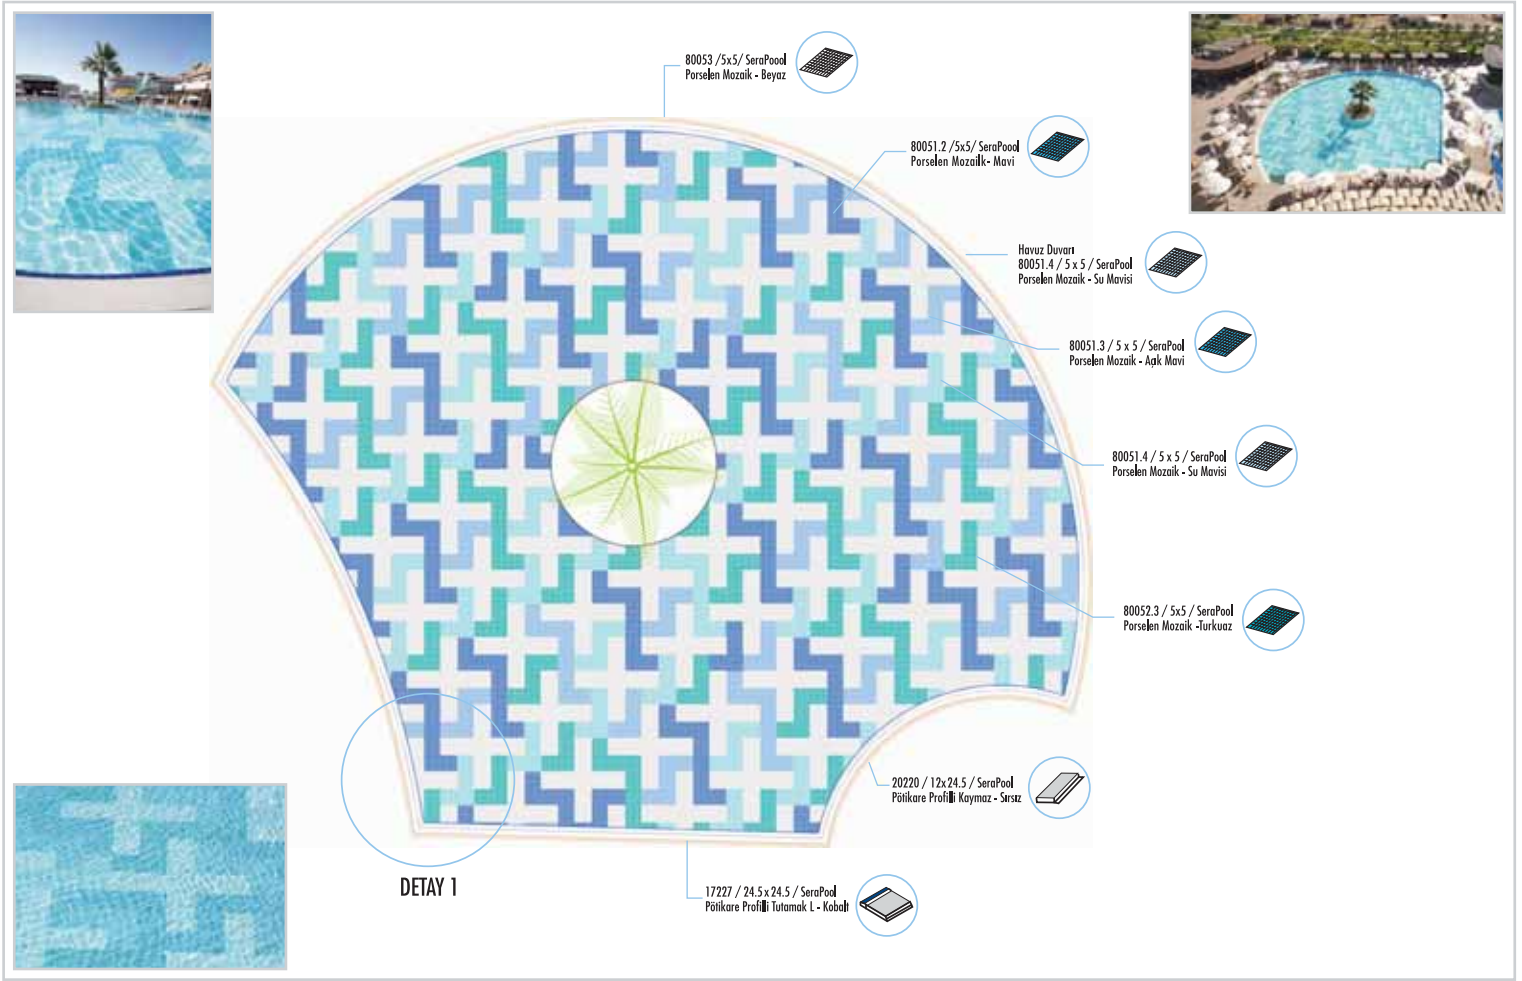 80053 /5x5/ SeraPoool
Porselen Mozaik - Beyaz
80051.2 /5x5/ SeraPoool
Porselen Mozailk- Mavi
Havuz Duvarı
80051.4 / 5 x 5 / SeraPool
Porselen Mozaik - Su Mavisi
80051.3 / 5 x 5 / SeraPool
Porselen Mozaik - Açık Mavi
80051.4 / 5 x 5 / SeraPool
Porselen Mozaik - Su Mavisi
80052.3 / 5x5 / SeraPool
Porselen Mozaik -Turkuaz
20220 / 12x24.5 / SeraPool
Pötikare Profilli Kaymaz - Sırsız
DETAY 1
17227 / 24.5 x 24.5 / SeraPool
Pötikare Profilli Tutamak L - Kobalt